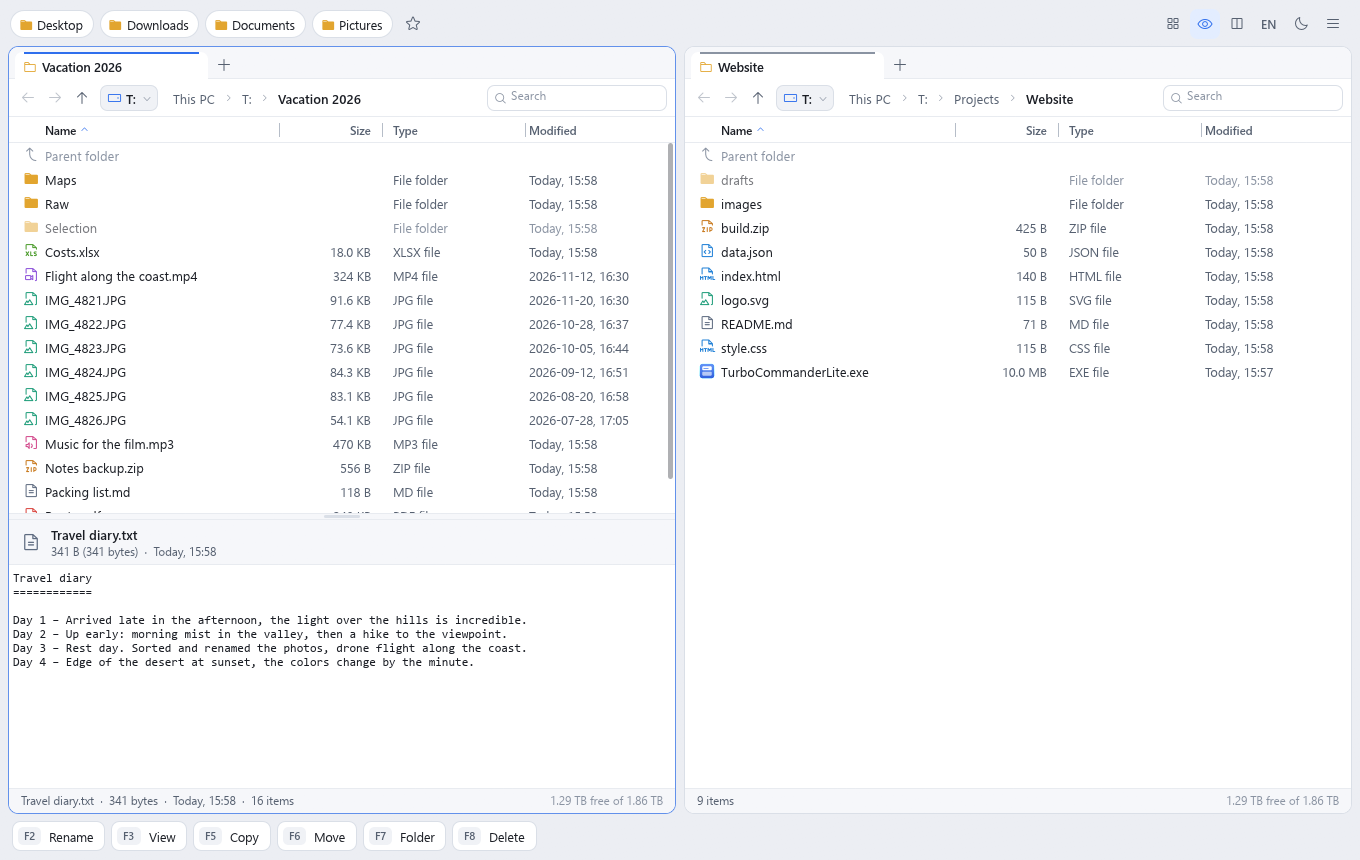 Desktop Downloads Documents Pictures EN
Vacation 2026
T: This PC T: Vacation 2026 Search
Name Size Type Modified
Parent folder
Maps File folder Today, 15:58
Raw File folder Today, 15:58
Selection File folder Today, 15:58
Costs.xlsx 18.0 KB XLSX file Today, 15:58
Flight along the coast.mp4 324 KB MP4 file 2026-11-12, 16:30
IMG_4821.JPG 91.6 KB JPG file 2026-11-20, 16:30
IMG_4822.JPG 77.4 KB JPG file 2026-10-28, 16:37
IMG_4823.JPG 73.6 KB JPG file 2026-10-05, 16:44
IMG_4824.JPG 84.3 KB JPG file 2026-09-12, 16:51
IMG_4825.JPG 83.1 KB JPG file 2026-08-20, 16:58
IMG_4826.JPG 54.1 KB JPG file 2026-07-28, 17:05
Music for the film.mp3 470 KB MP3 file Today, 15:58
Notes backup.zip 556 B ZIP file Today, 15:58
Packing list.md 118 B MD file Today, 15:58
Travel diary.txt
341 B (341 bytes) · Today, 15:58
Travel diary
============
Day 1 – Arrived late in the afternoon, the light over the hills is incredible.
Day 2 – Up early: morning mist in the valley, then a hike to the viewpoint.
Day 3 – Rest day. Sorted and renamed the photos, drone flight along the coast.
Day 4 – Edge of the desert at sunset, the colors change by the minute.
Travel diary.txt · 341 bytes · Today, 15:58 · 16 items 1.29 TB free of 1.86 TB
Website
T: This PC T: Projects Website Search
Name Size Type Modified
Parent folder
drafts File folder Today, 15:58
images File folder Today, 15:58
build.zip 425 B ZIP file Today, 15:58
data.json 50 B JSON file Today, 15:58
index.html 140 B HTML file Today, 15:58
logo.svg 115 B SVG file Today, 15:58
README.md 71 B MD file Today, 15:58
style.css 115 B CSS file Today, 15:58
TurboCommanderLite.exe 10.0 MB EXE file Today, 15:57
9 items 1.29 TB free of 1.86 TB
F2 Rename F3 View F5 Copy F6 Move F7 Folder F8 Delete